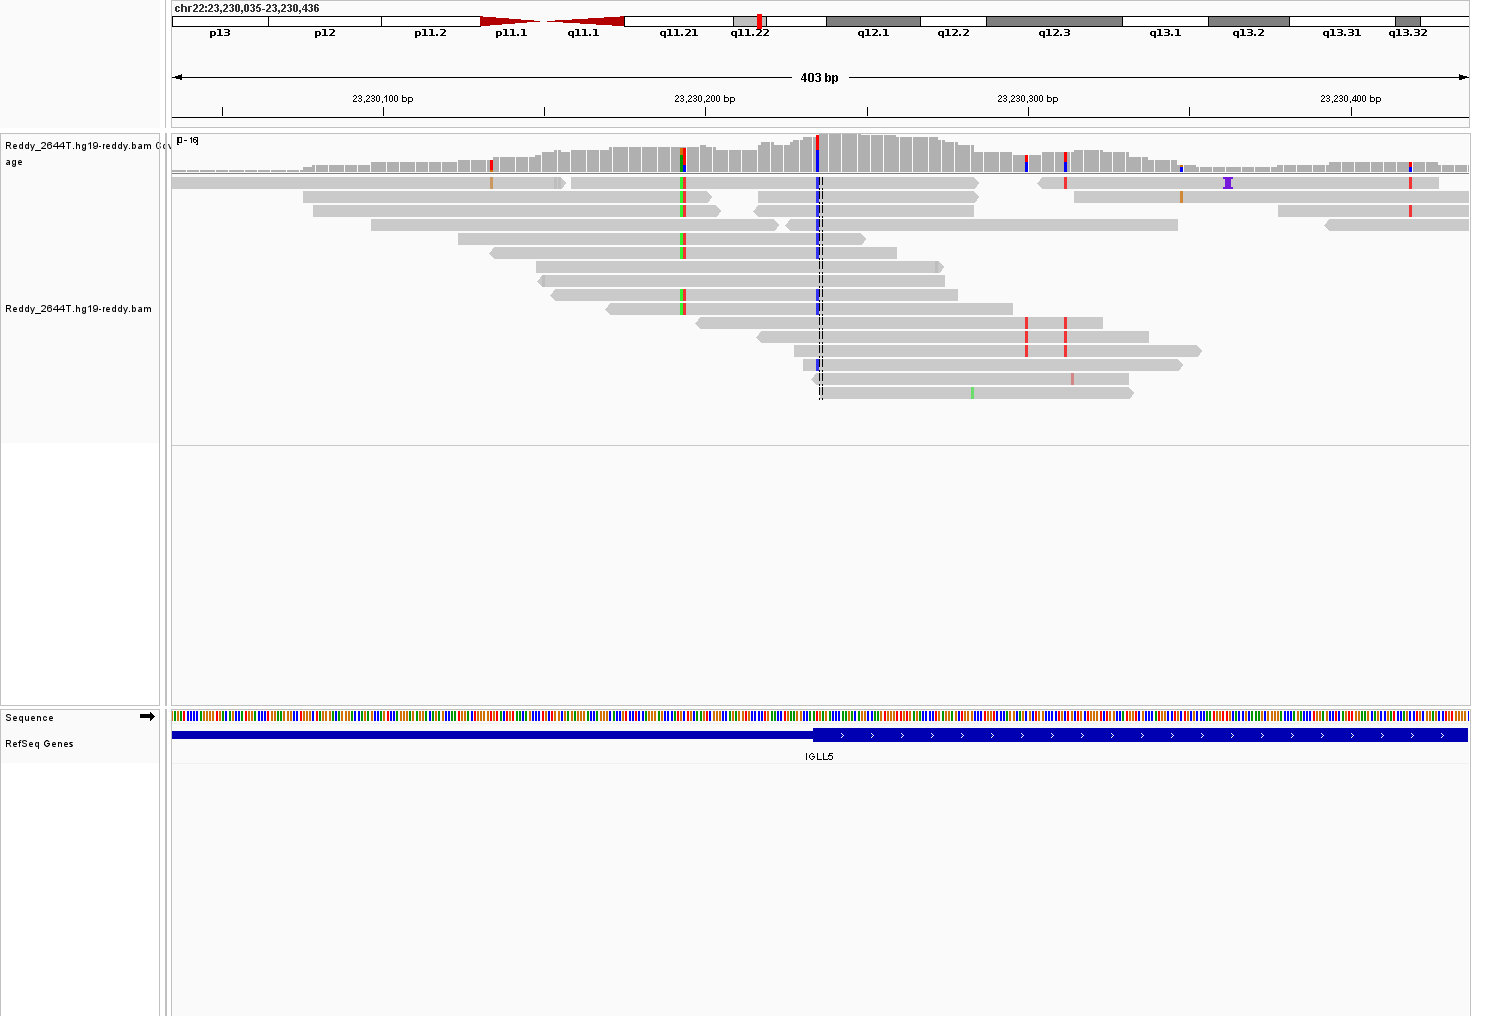 chr22:23,230,035-23,230,436
p13 p12 p11.2 p11.1 q11.1 q11.21 q11.22 q12.1 q12.2 q12.3 q13.1 q13.2 q13.31 q13.32
403 bp
23,230,100 bp 23,230,200 bp 23,230,300 bp 23,230,400 bp
Reddy_2644T.hg19-reddy.bam Cov
age
[0 - 16]
Reddy_2644T.hg19-reddy.bam
Sequence
RefSeq Genes
IGLL5